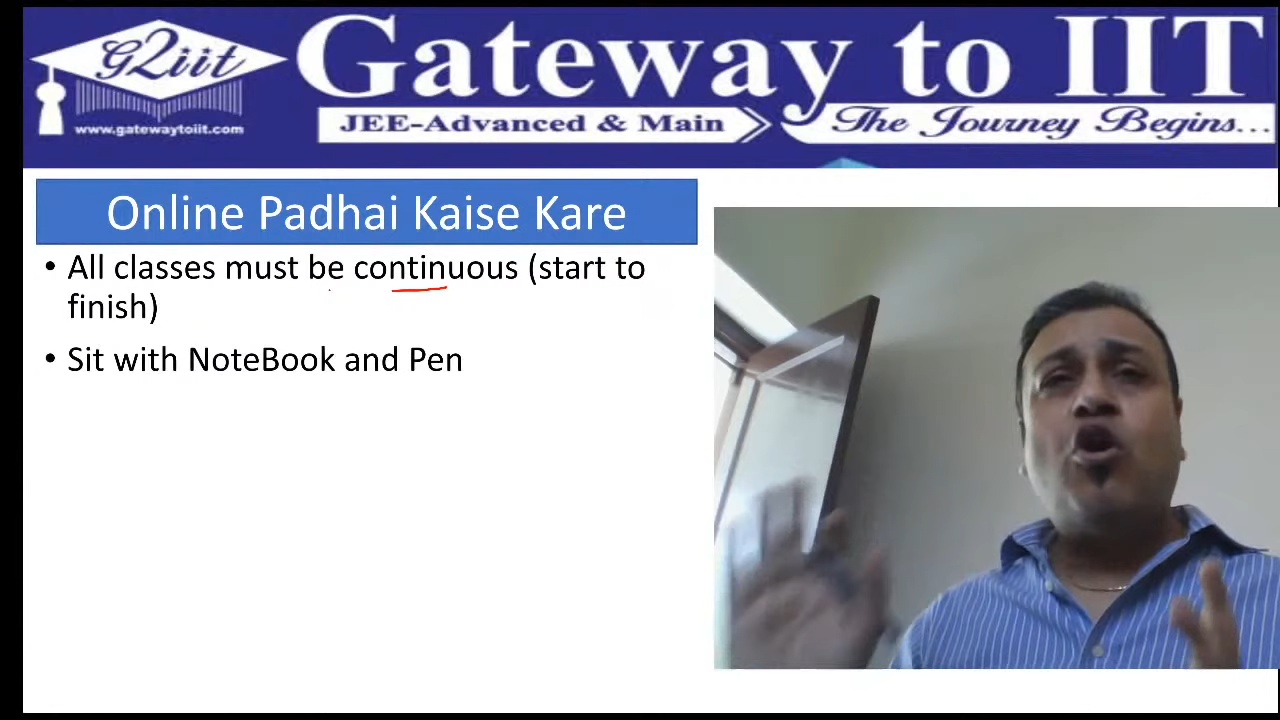 G2iit
www.gatewaytoiit.com
Gateway to IIT
JEE-Advanced & Main
The Journey Begins...
Online Padhai Kaise Kare
• All classes must be continuous (start to
finish)
• Sit with NoteBook and Pen